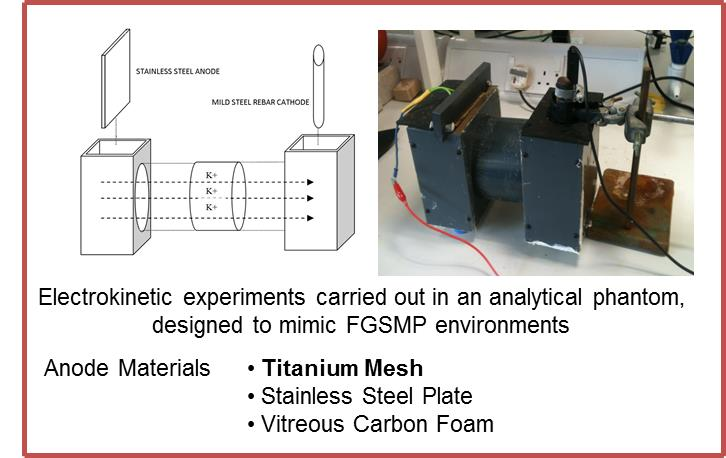 STAINLESS STEEL ANODE
MILD STEEL REBAR CATHODE
K+
K+
K+
Electrokinetic experiments carried out in an analytical phantom,
designed to mimic FGSMP environments
Anode Materials
• Titanium Mesh
• Stainless Steel Plate
• Vitreous Carbon Foam